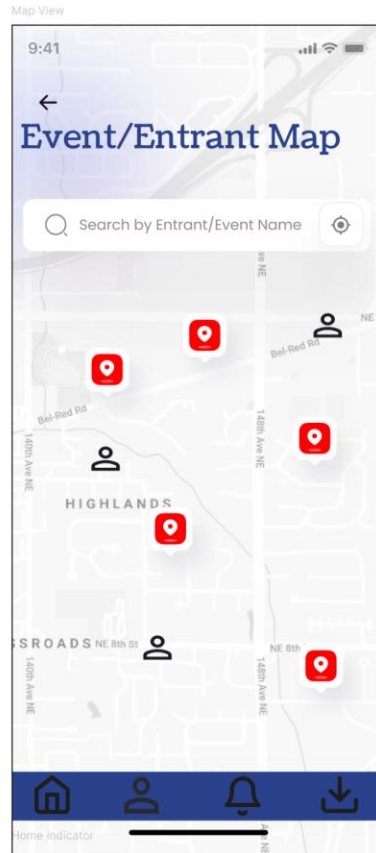 Map View
9:41
Event/Entrant Map
Search by Entrant/Event Name
ve NE
NE
Bel-Red Rd
Bel-Red Rd
148th Ave NE
140th Ave NE
HIGHLANDS
SSROADS NE 8th St
NE 8th
140th Ave NE
148th Ave NE
Home Indicator